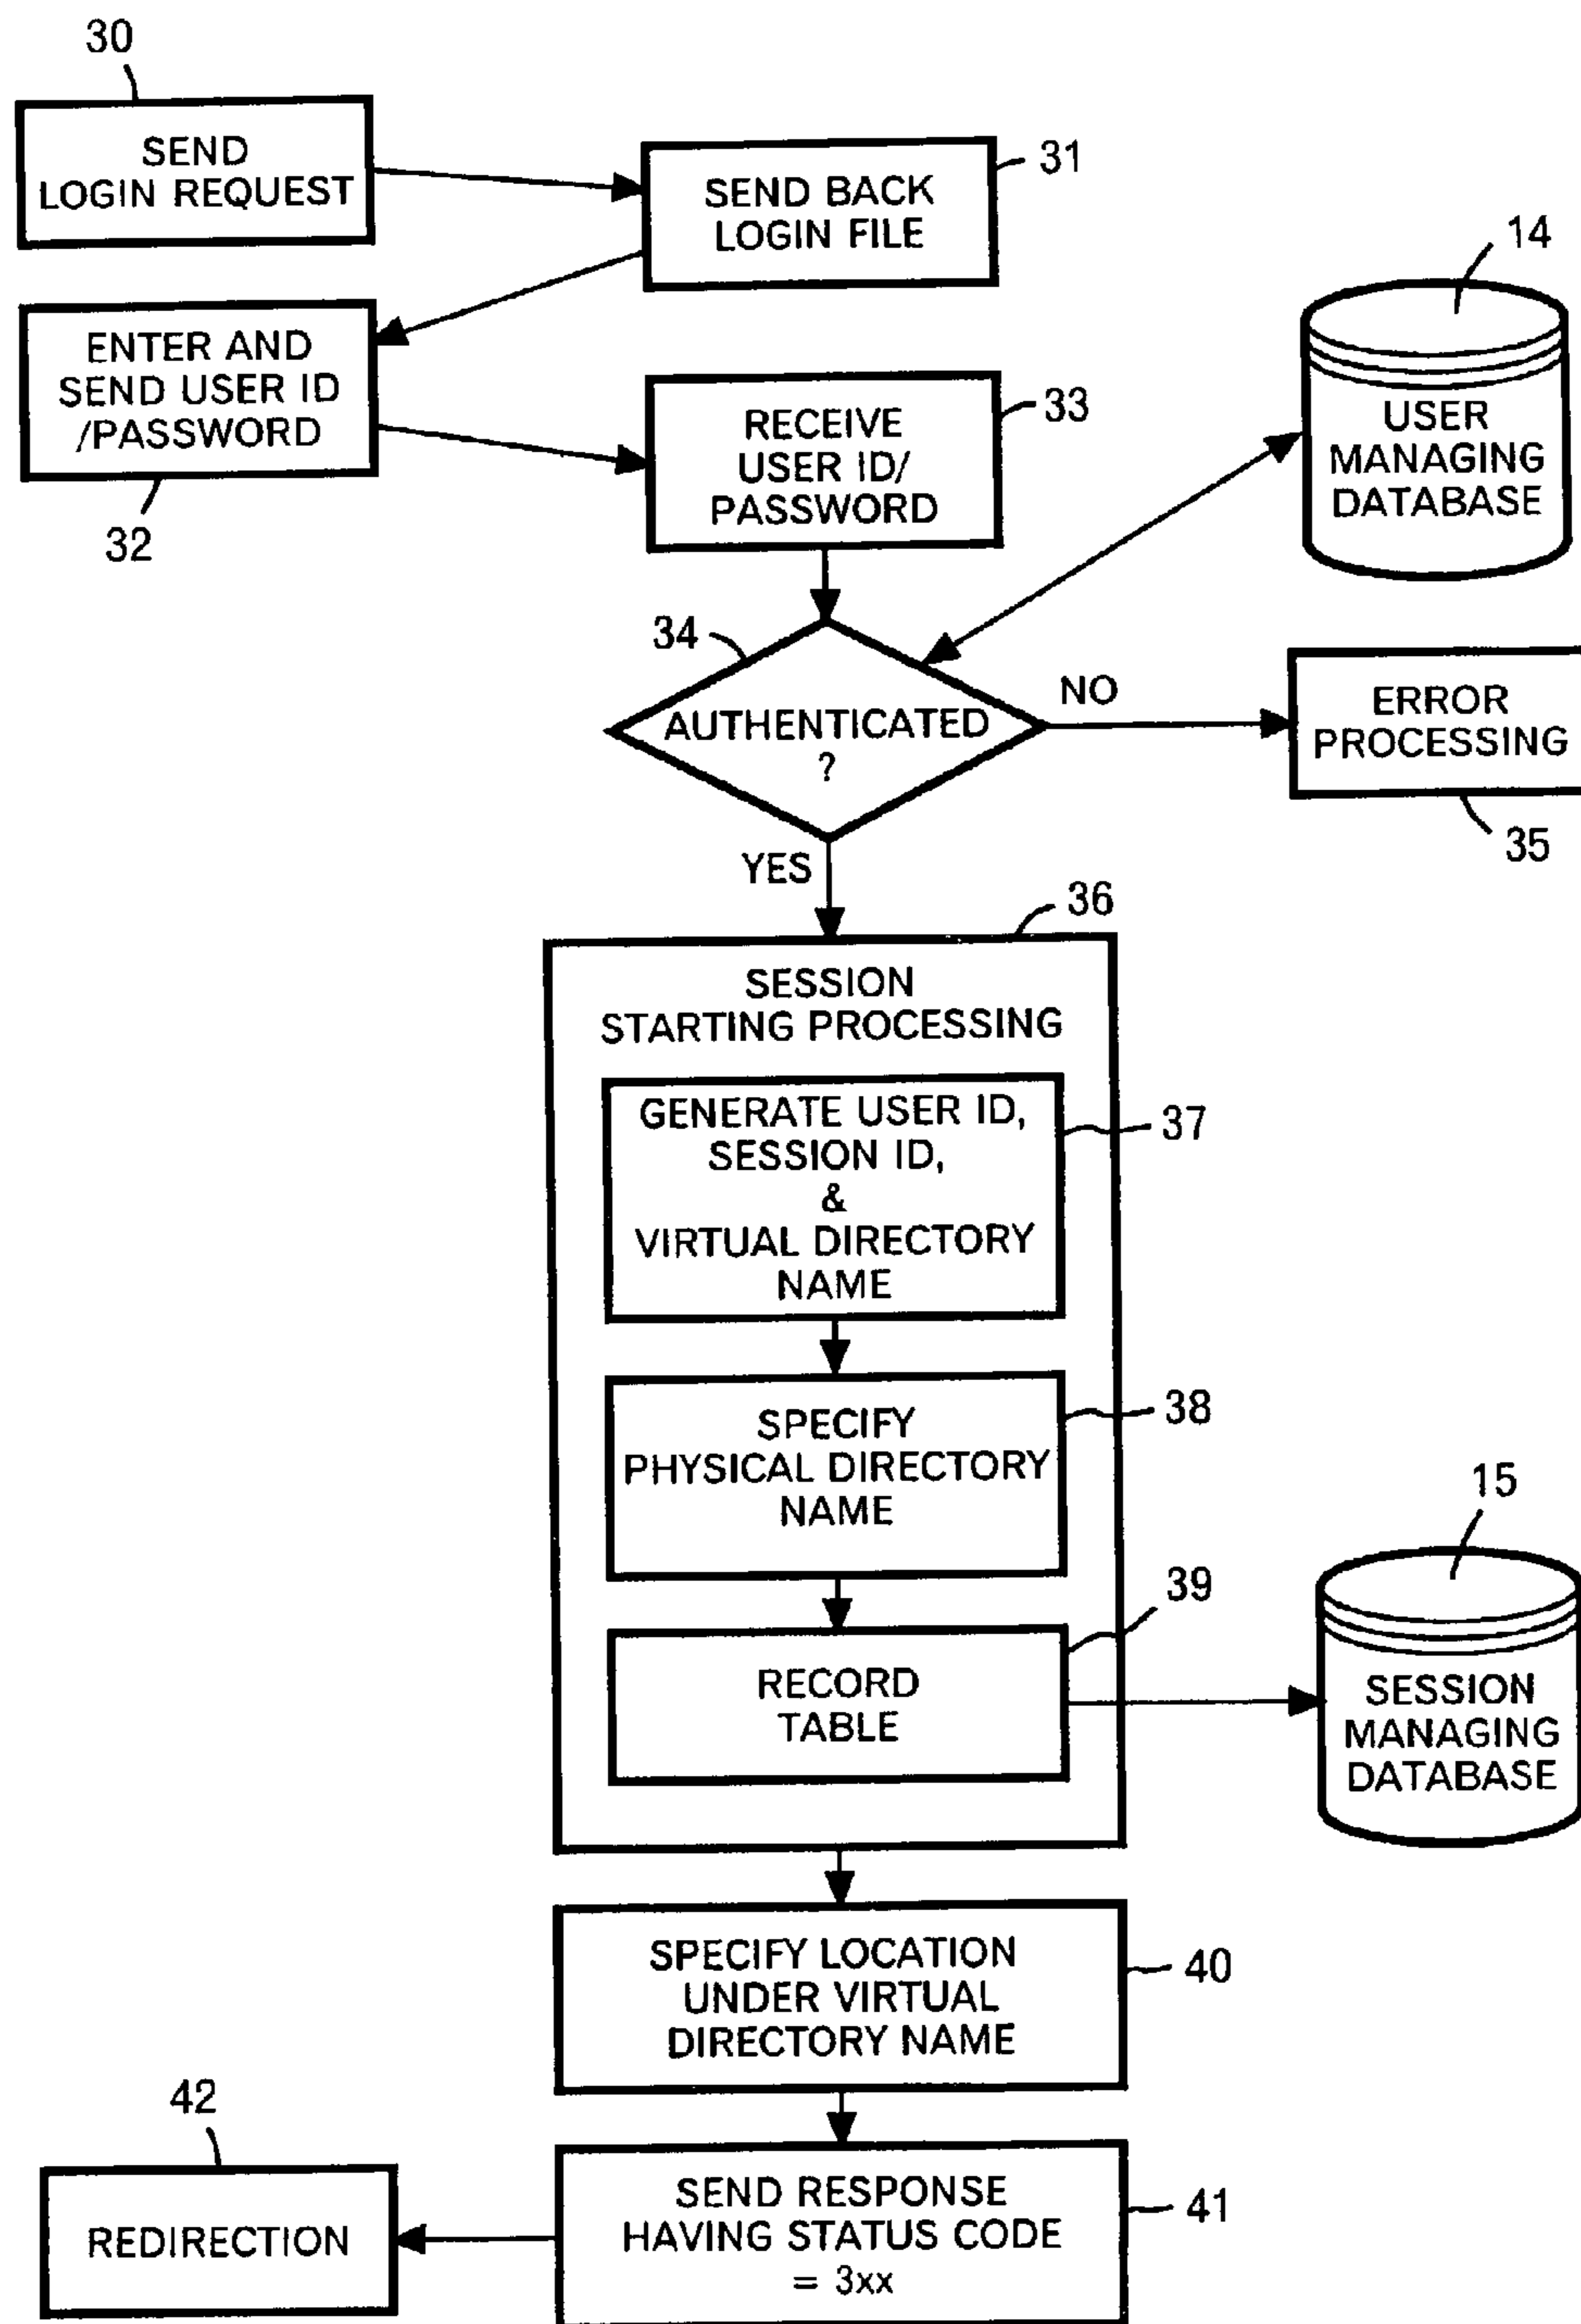 30
SEND
LOGIN REQUEST
31
SEND BACK
LOGIN FILE
14
USER
MANAGING
DATABASE
ENTER AND
SEND USER ID
/PASSWORD
32
33
RECEIVE
USER ID/
PASSWORD
34
AUTHENTICATED
?
NO
ERROR
PROCESSING
35
YES
36
SESSION
STARTING PROCESSING
GENERATE USER ID,
SESSION ID,
&
VIRTUAL DIRECTORY
NAME
37
SPECIFY
PHYSICAL DIRECTORY
NAME
38
39
RECORD
TABLE
15
SESSION
MANAGING
DATABASE
SPECIFY LOCATION
UNDER VIRTUAL
DIRECTORY NAME
40
42
REDIRECTION
SEND RESPONSE
HAVING STATUS CODE
= 3xx
41